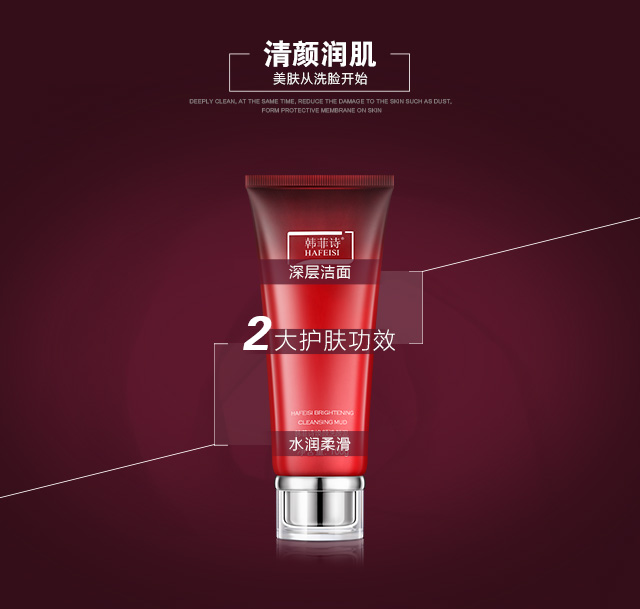 清颜润肌
美肤从洗脸开始
DEEPLY CLEAN, AT THE SAME TIME, REDUCE THE DAMAGE TO THE SKIN SUCH AS DUST,
FORM PROTECTIVE MEMBRANE ON SKIN
韩菲诗®
HAFEISI
深层洁面
2大护肤功效
HAFEISI BRIGHTENING
CLEANSING MUD
水润柔滑